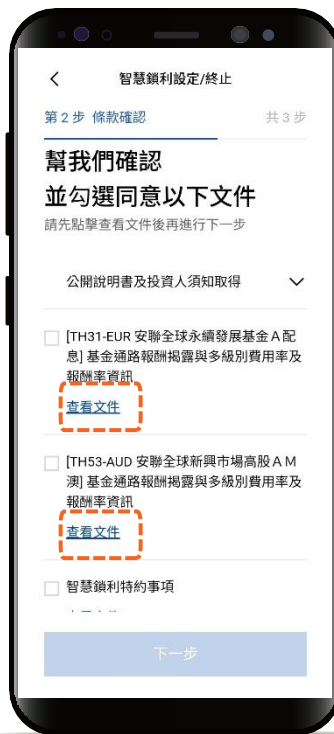 智慧鎖利設定/終止
第 2 步 條款確認 共 3 步
幫我們確認
並勾選同意以下文件
請先點擊查看文件後再進行下一步
公開說明書及投資人須知取得
[TH31-EUR 安聯全球永續發展基金 A 配
息] 基金通路報酬揭露與多級別費用率及
報酬率資訊
查看文件
[TH53-AUD 安聯全球新興市場高股 A M
澳] 基金通路報酬揭露與多級別費用率及
報酬率資訊
查看文件
智慧鎖利特約事項
下一步